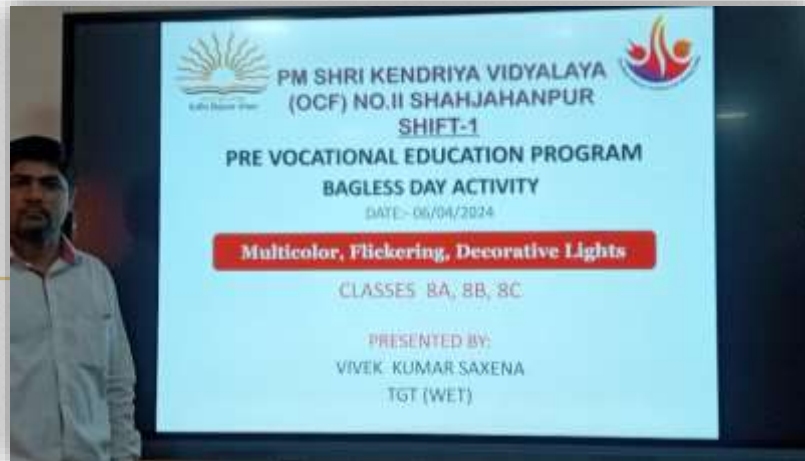 PM SHRI KENDRIYA VIDYALAYA
(OCF) NO.II SHAHJAHANPUR
SHIFT-1
PRE VOCATIONAL EDUCATION PROGRAM
BAGLESS DAY ACTIVITY
DATE:- 06/04/2024
Multicolor, Flickering, Decorative Lights
CLASSES 8A, 8B, 8C
PRESENTED BY:
VIVEK KUMAR SAXENA
TGT (WET)